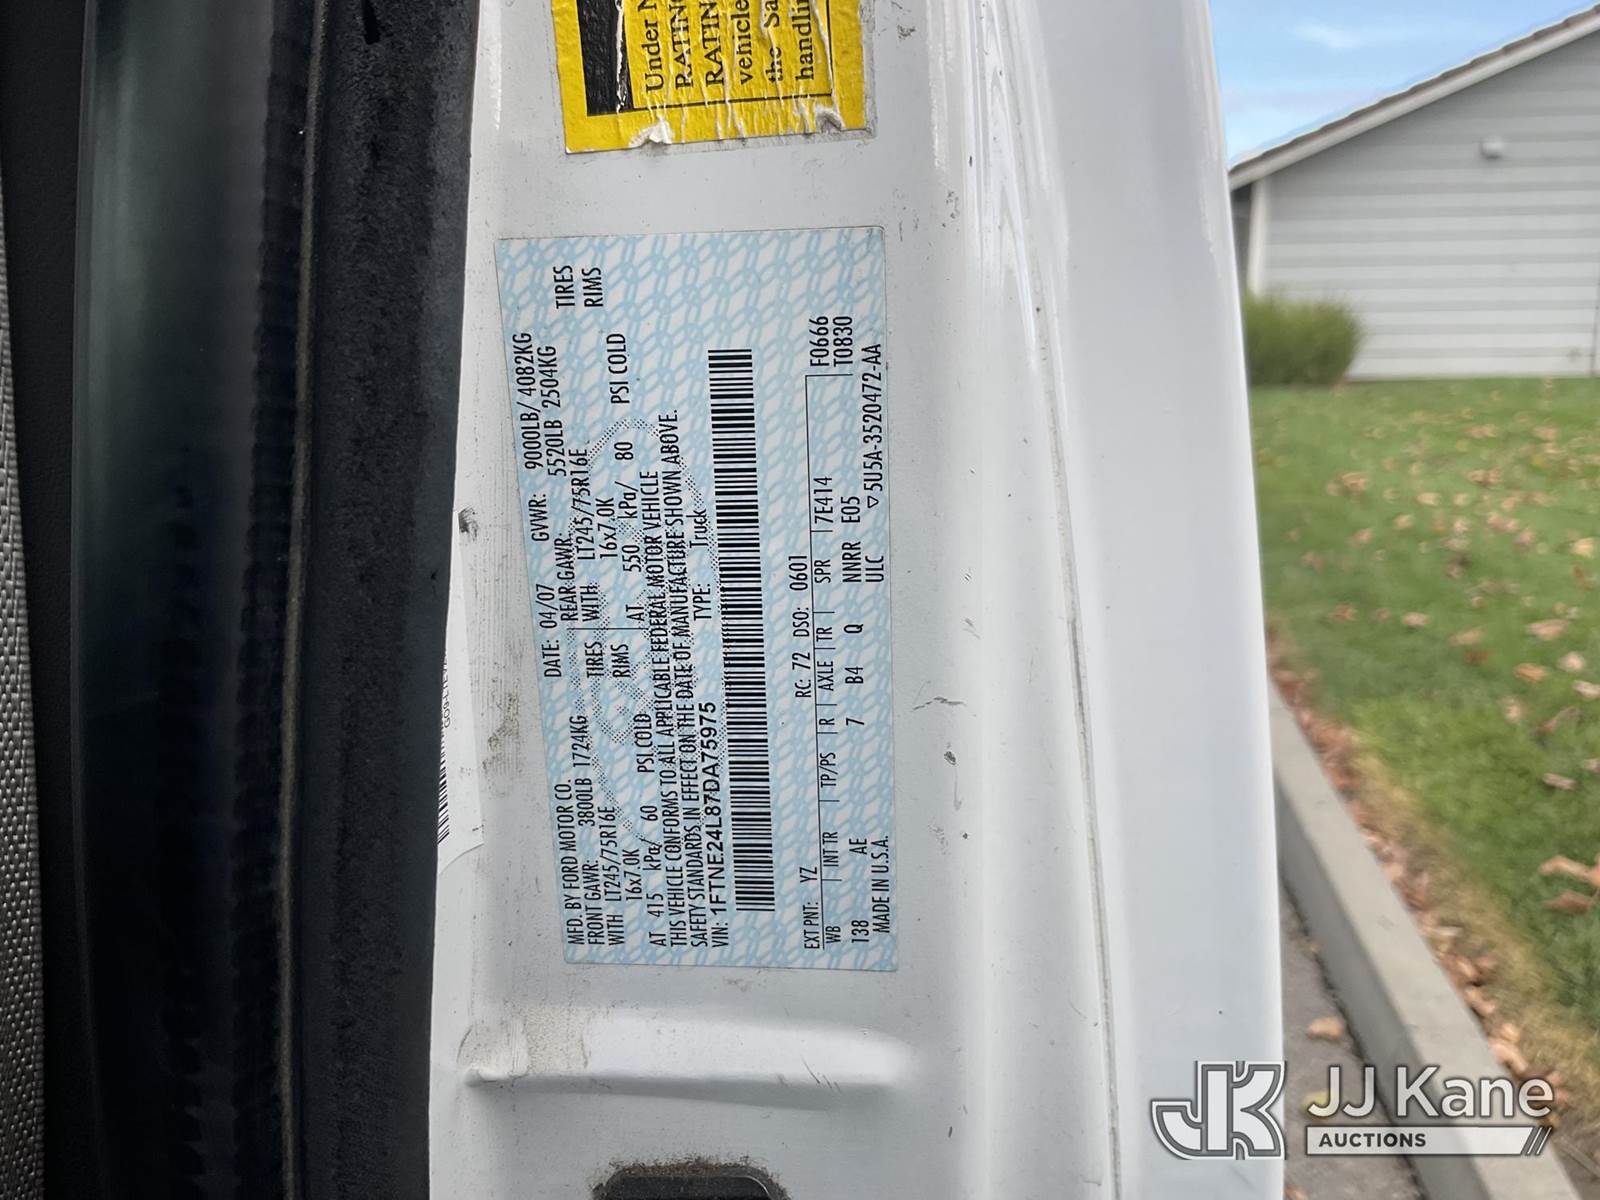 Under N
RATING
RATING
vehicle
the Sa
handlin
MFD. BY FORD MOTOR CO.
DATE: 04/07 GVWR: 9000LB/ 4082KG
FRONT GAWR: 3800LB 1724KG REAR GAWR: 5520LB 2504KG
WITH LT245/75R16E TIRES WITH LT245/75R16E TIRES
16x7.0K RIMS 16x7.0K RIMS
AT 415 kPa/ 60 PSI COLD AT 550 kPa/ 80 PSI COLD
THIS VEHICLE CONFORMS TO ALL APPLICABLE FEDERAL MOTOR VEHICLE
SAFETY STANDARDS IN EFFECT ON THE DATE OF MANUFACTURE SHOWN ABOVE.
VIN: 1FTNE24L87DA75975 TYPE: Truck
EXT PNT: YZ RC: 72 DSO: 0601 F0666
WB INT TR TP/PS R AXLE TR SPR 7E414 T0830
138 AE 7 B4 Q NNRR E05
MADE IN U.S.A. ULC ▽ 5U5A-3520472-AA
JK
JJ Kane
AUCTIONS